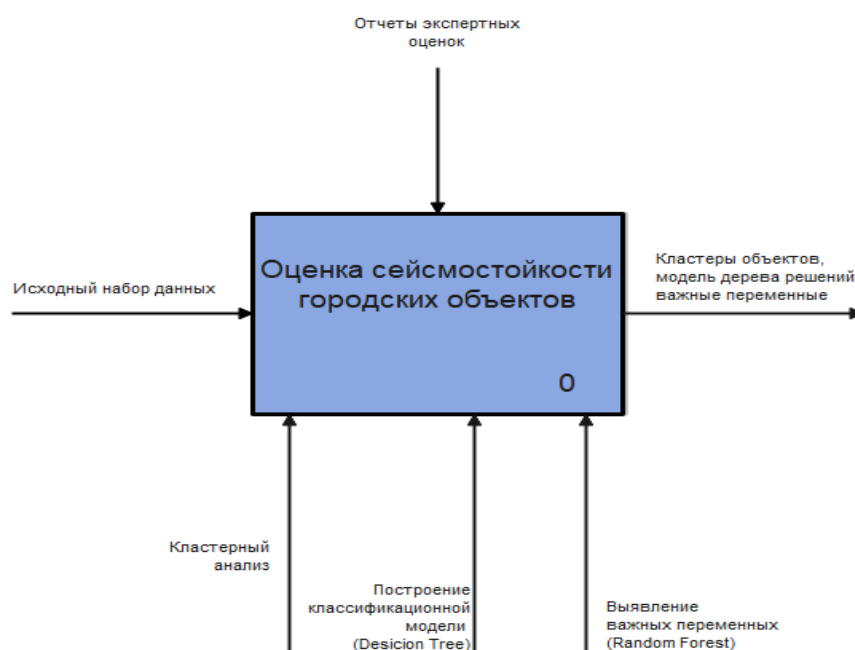 Отчеты экспертных
оценок
Оценка сейсмостойкости
городских объектов
0
Исходный набор данных
Кластеры объектов,
модель дерева решений
важные переменные
Кластерный
анализ
Построение
классификационной
модели
(Desicion Tree)
Выявление
важных переменных
(Random Forest)